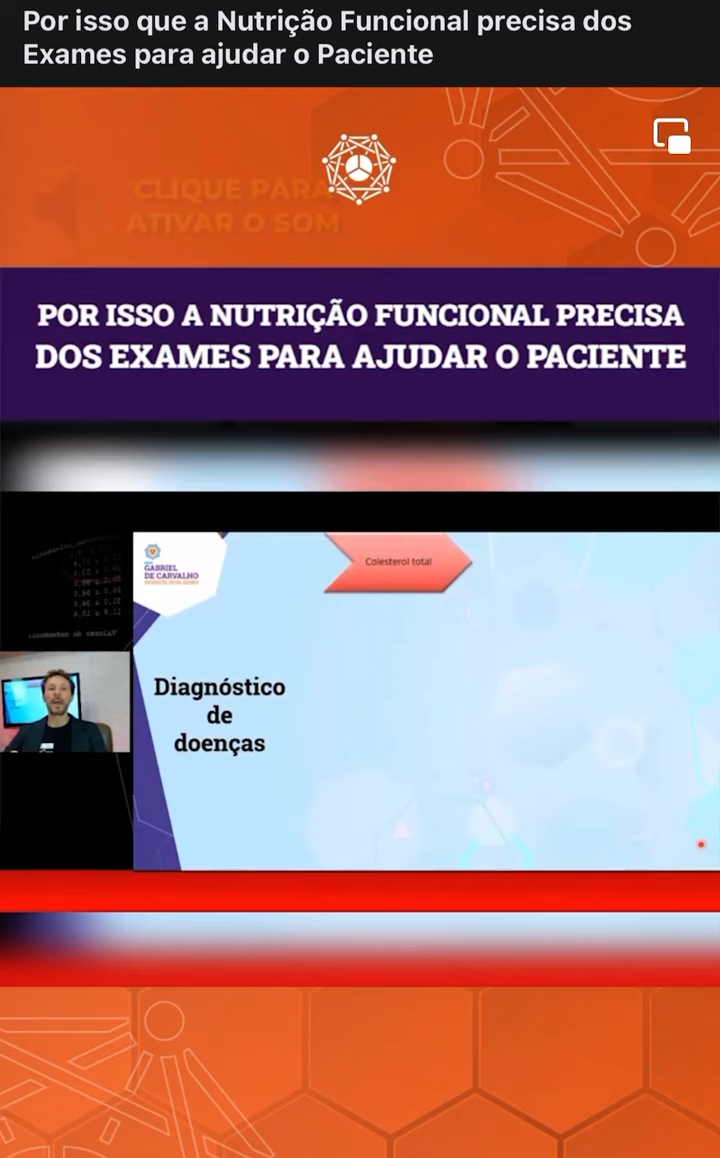 Por isso que a Nutrição Funcional precisa dos
Exames para ajudar o Paciente
CLIQUE PARA
ATIVAR O SOM
POR ISSO A NUTRIÇÃO FUNCIONAL PRECISA
DOS EXAMES PARA AJUDAR O PACIENTE
Colesterol total
GABRIEL
DE CARVALHO
Diagnóstico
de
doenças